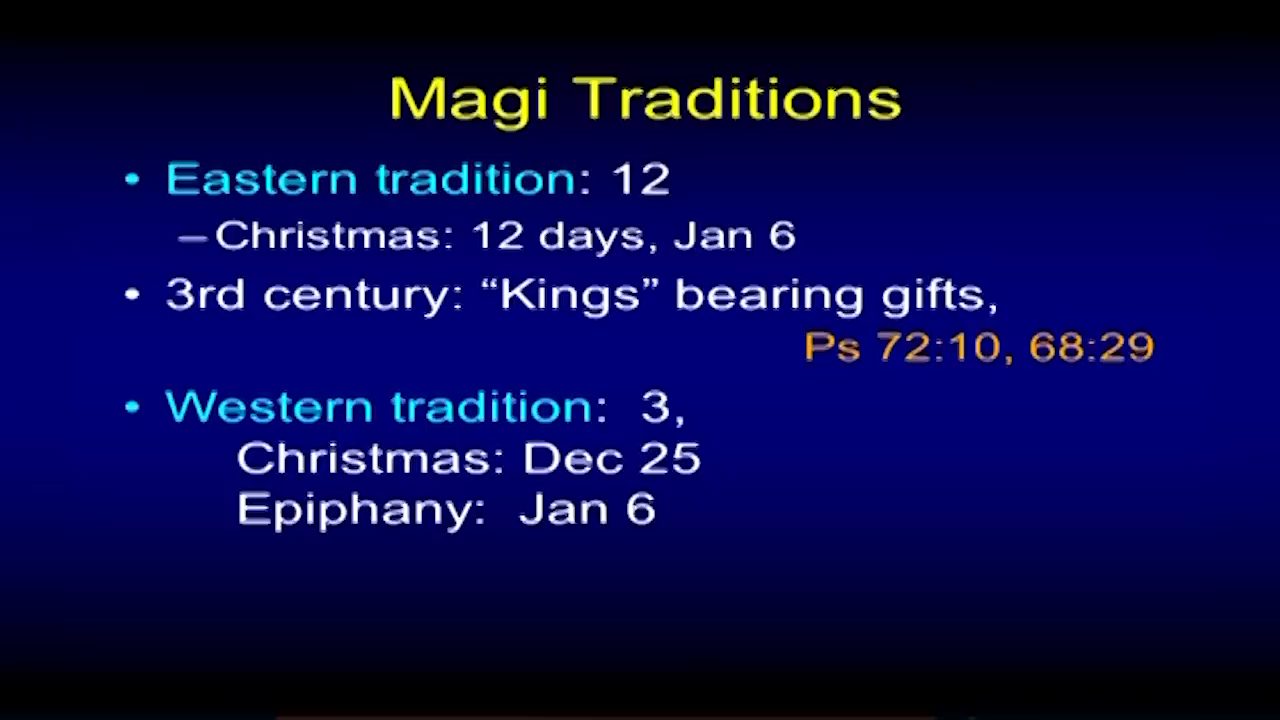 Magi Traditions
• Eastern tradition: 12
– Christmas: 12 days, Jan 6
• 3rd century: “Kings” bearing gifts,
Ps 72:10, 68:29
• Western tradition: 3,
Christmas: Dec 25
Epiphany: Jan 6